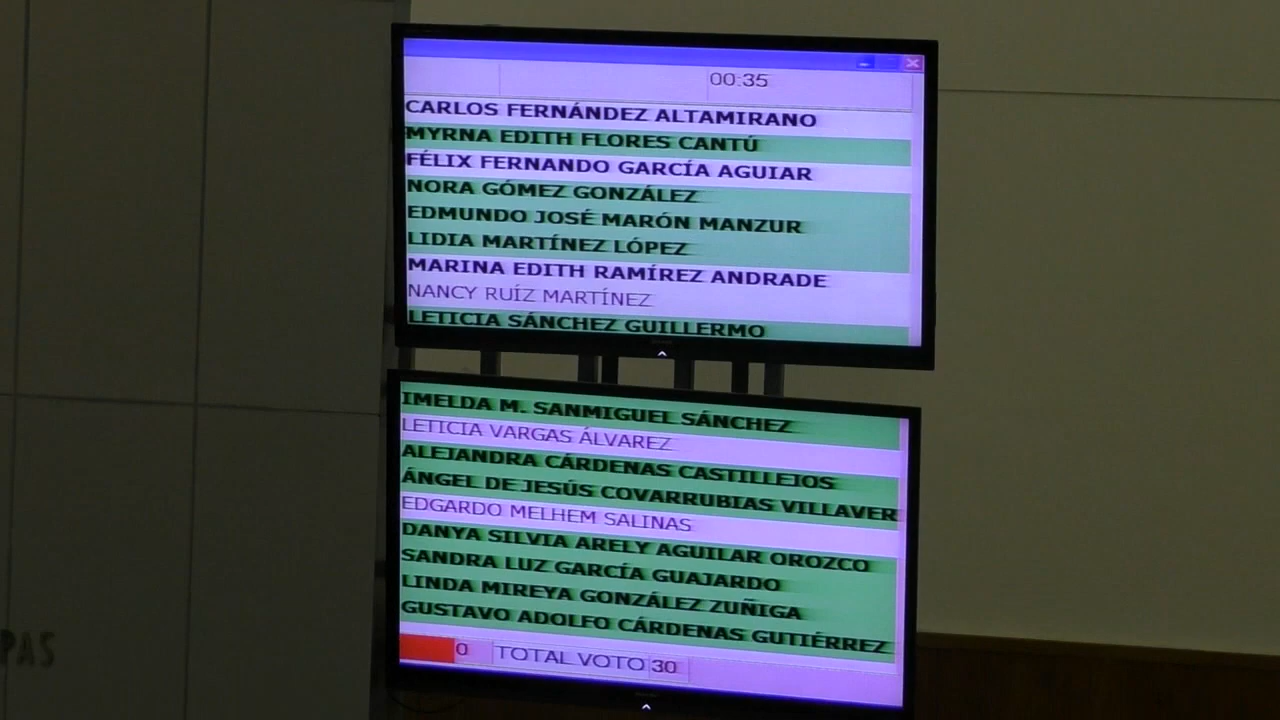 00:35
CARLOS FERNÁNDEZ ALTAMIRANO
MYRNA EDITH FLORES CANTÚ
FÉLIX FERNANDO GARCÍA AGUIAR
NORA GÓMEZ GONZÁLEZ
EDMUNDO JOSÉ MARÓN MANZUR
LIDIA MARTÍNEZ LÓPEZ
MARINA EDITH RAMÍREZ ANDRADE
NANCY RUÍZ MARTÍNEZ
LETICIA SÁNCHEZ GUILLERMO
IMELDA M. SANMIGUEL SÁNCHEZ
LETICIA VARGAS ÁLVAREZ
ALEJANDRA CÁRDENAS CASTILLEJOS
ÁNGEL DE JESÚS COVARRUBIAS VILLAVER
EDGARDO MELHEM SALINAS
DANYA SILVIA ARELY AGUILAR OROZCO
SANDRA LUZ GARCÍA GUAJARDO
LINDA MIREYA GONZÁLEZ ZUÑIGA
GUSTAVO ADOLFO CÁRDENAS GUTIÉRREZ
0 TOTAL VOTO 30
PAS